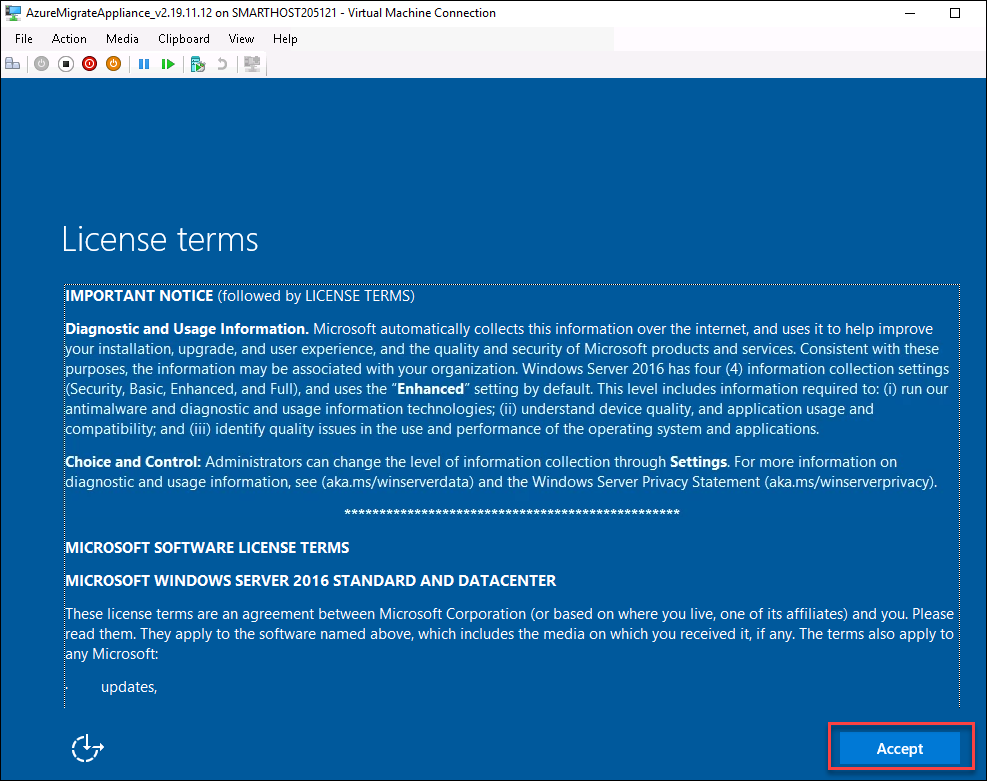 AzureMigrateAppliance_v2.19.11.12 on SMARTHOST205121 - Virtual Machine Connection
File Action Media Clipboard View Help
License terms
IMPORTANT NOTICE (followed by LICENSE TERMS)
Diagnostic and Usage Information. Microsoft automatically collects this information over the internet, and uses it to help improve
your installation, upgrade, and user experience, and the quality and security of Microsoft products and services. Consistent with these
purposes, the information may be associated with your organization. Windows Server 2016 has four (4) information collection settings
(Security, Basic, Enhanced, and Full), and uses the “Enhanced” setting by default. This level includes information required to: (i) run our
antimalware and diagnostic and usage information technologies; (ii) understand device quality, and application usage and
compatibility; and (iii) identify quality issues in the use and performance of the operating system and applications.
Choice and Control: Administrators can change the level of information collection through Settings. For more information on
diagnostic and usage information, see (aka.ms/winserverdata) and the Windows Server Privacy Statement (aka.ms/winserverprivacy).
************************************************
MICROSOFT SOFTWARE LICENSE TERMS
MICROSOFT WINDOWS SERVER 2016 STANDARD AND DATACENTER
These license terms are an agreement between Microsoft Corporation (or based on where you live, one of its affiliates) and you. Please
read them. They apply to the software named above, which includes the media on which you received it, if any. The terms also apply to
any Microsoft:
· updates,
Accept